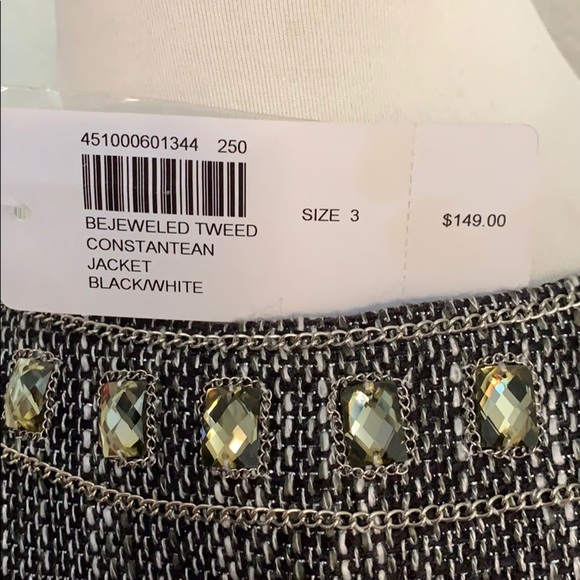 451000601344 250
BEJEWELED TWEED
CONSTANTEAN
JACKET
BLACK/WHITE
SIZE 3
$149.00